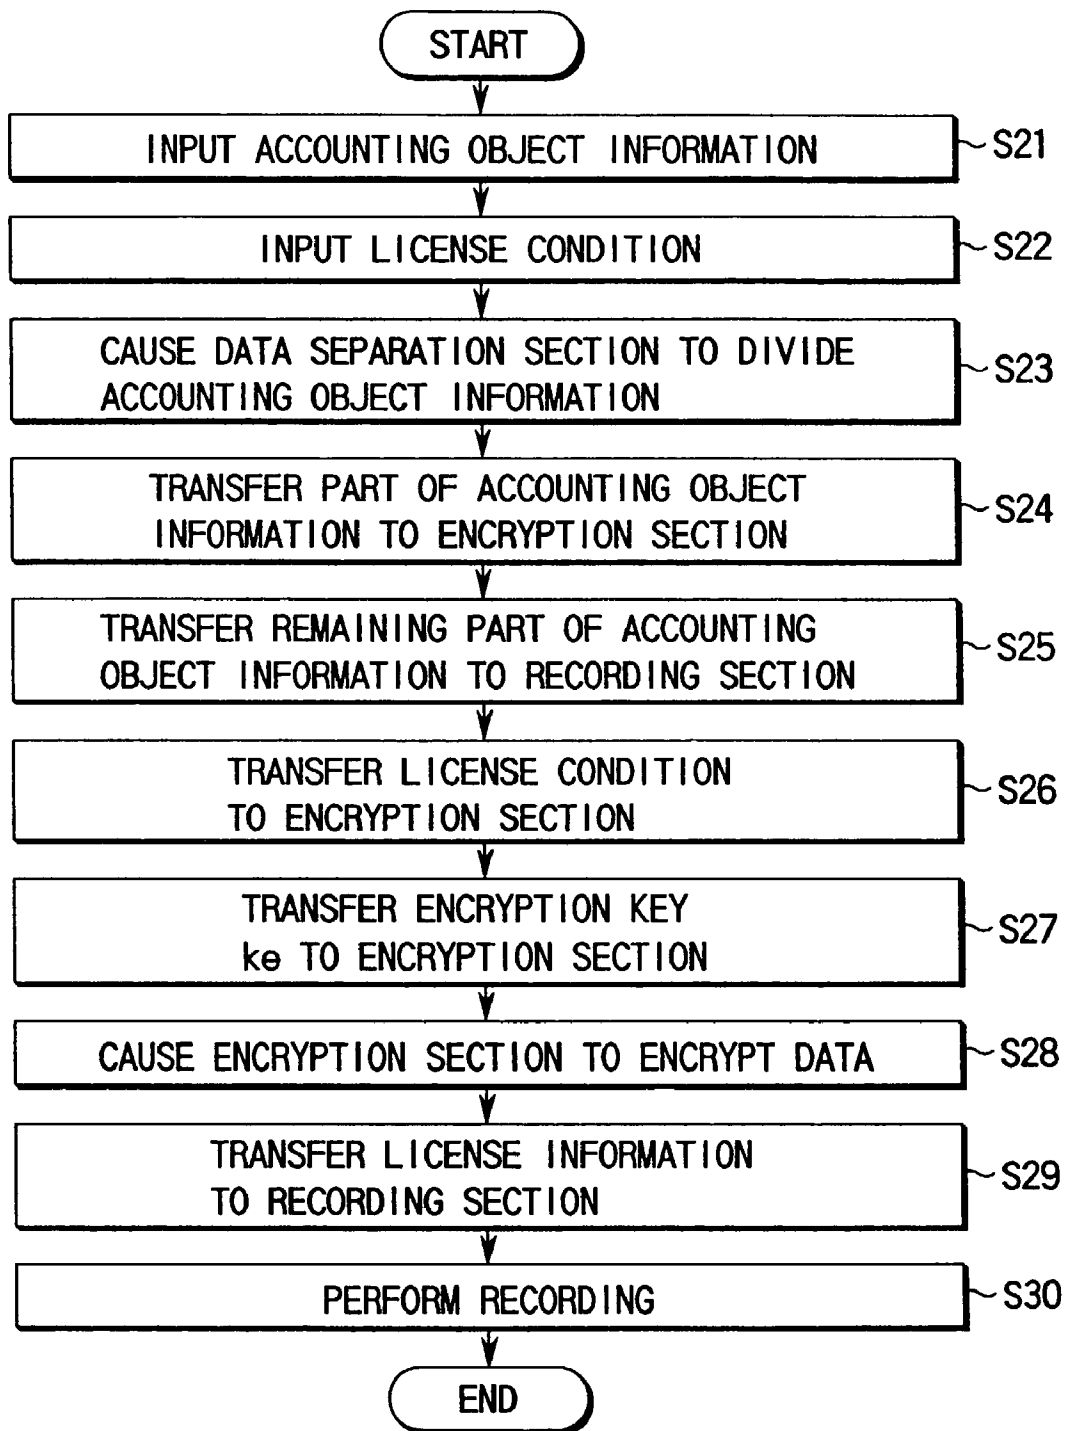 START
INPUT ACCOUNTING OBJECT INFORMATION
S21
INPUT LICENSE CONDITION
S22
CAUSE DATA SEPARATION SECTION TO DIVIDE
ACCOUNTING OBJECT INFORMATION
S23
TRANSFER PART OF ACCOUNTING OBJECT
INFORMATION TO ENCRYPTION SECTION
S24
TRANSFER REMAINING PART OF ACCOUNTING
OBJECT INFORMATION TO RECORDING SECTION
S25
TRANSFER LICENSE CONDITION
TO ENCRYPTION SECTION
S26
TRANSFER ENCRYPTION KEY
ke TO ENCRYPTION SECTION
S27
CAUSE ENCRYPTION SECTION TO ENCRYPT DATA
S28
TRANSFER LICENSE INFORMATION
TO RECORDING SECTION
S29
PERFORM RECORDING
S30
END